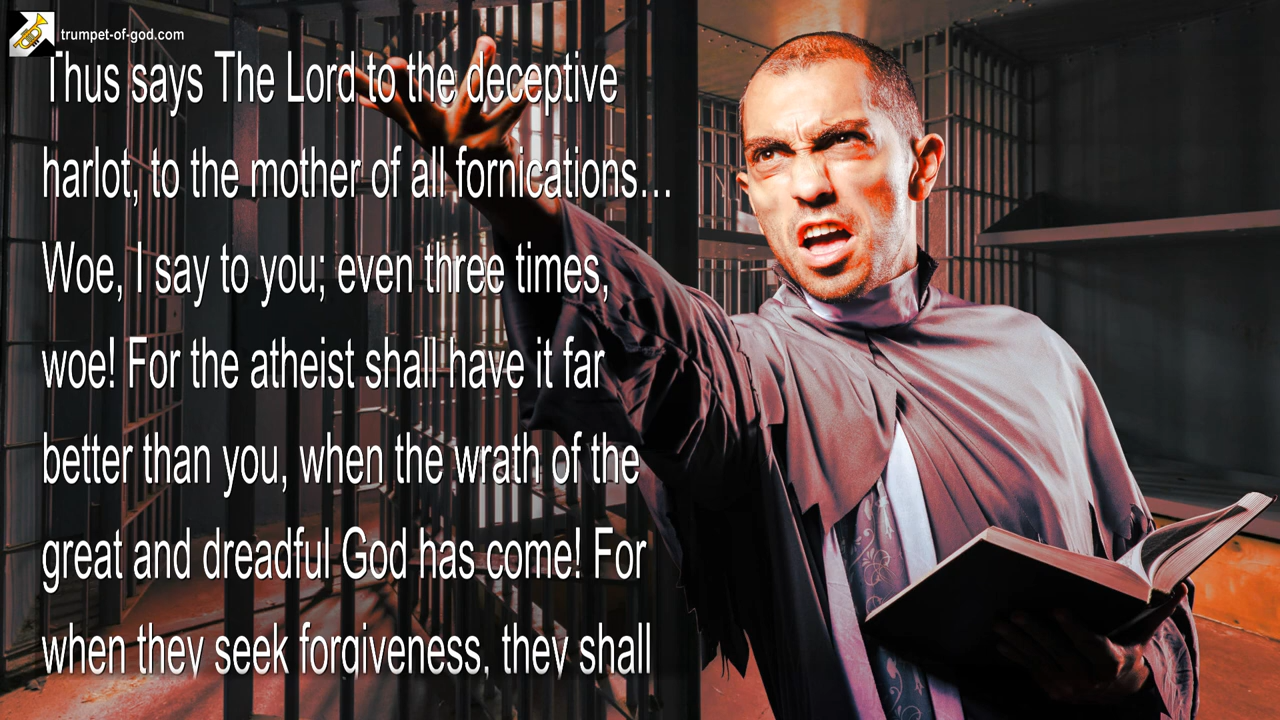 trumpet-of-god.com
Thus says The Lord to the deceptive
harlot, to the mother of all fornications…
Woe, I say to you; even three times,
woe! For the atheist shall have it far
better than you, when the wrath of the
great and dreadful God has come! For
when they seek forgiveness, they shall